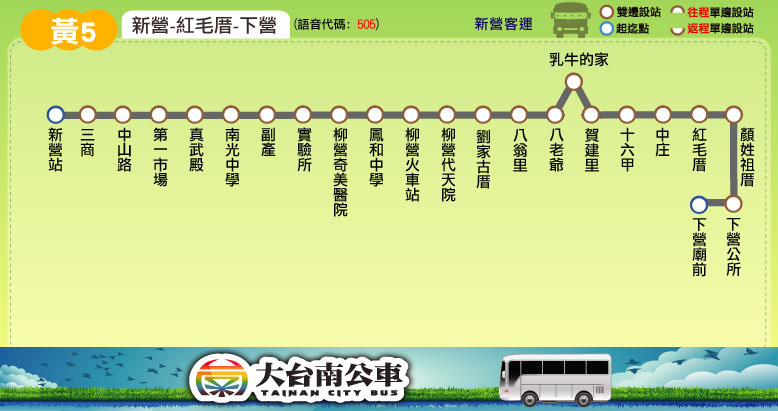 黃5
新營-紅毛厝-下營
(語音代碼: 505)
新營客運
雙邊設站
往程單邊設站
起迄點
返程單邊設站
乳牛的家
新營站
三商
中山路
第一市場
真武殿
南光中學
副產
實驗所
柳營奇美醫院
鳳和中學
柳營火車站
柳營代天院
劉家古厝
八翁里
八老爺
賀建里
十六甲
中庄
紅毛厝
顏姓祖厝
下營廟前
下營公所
大台南公車
TAINAN CITY BUS